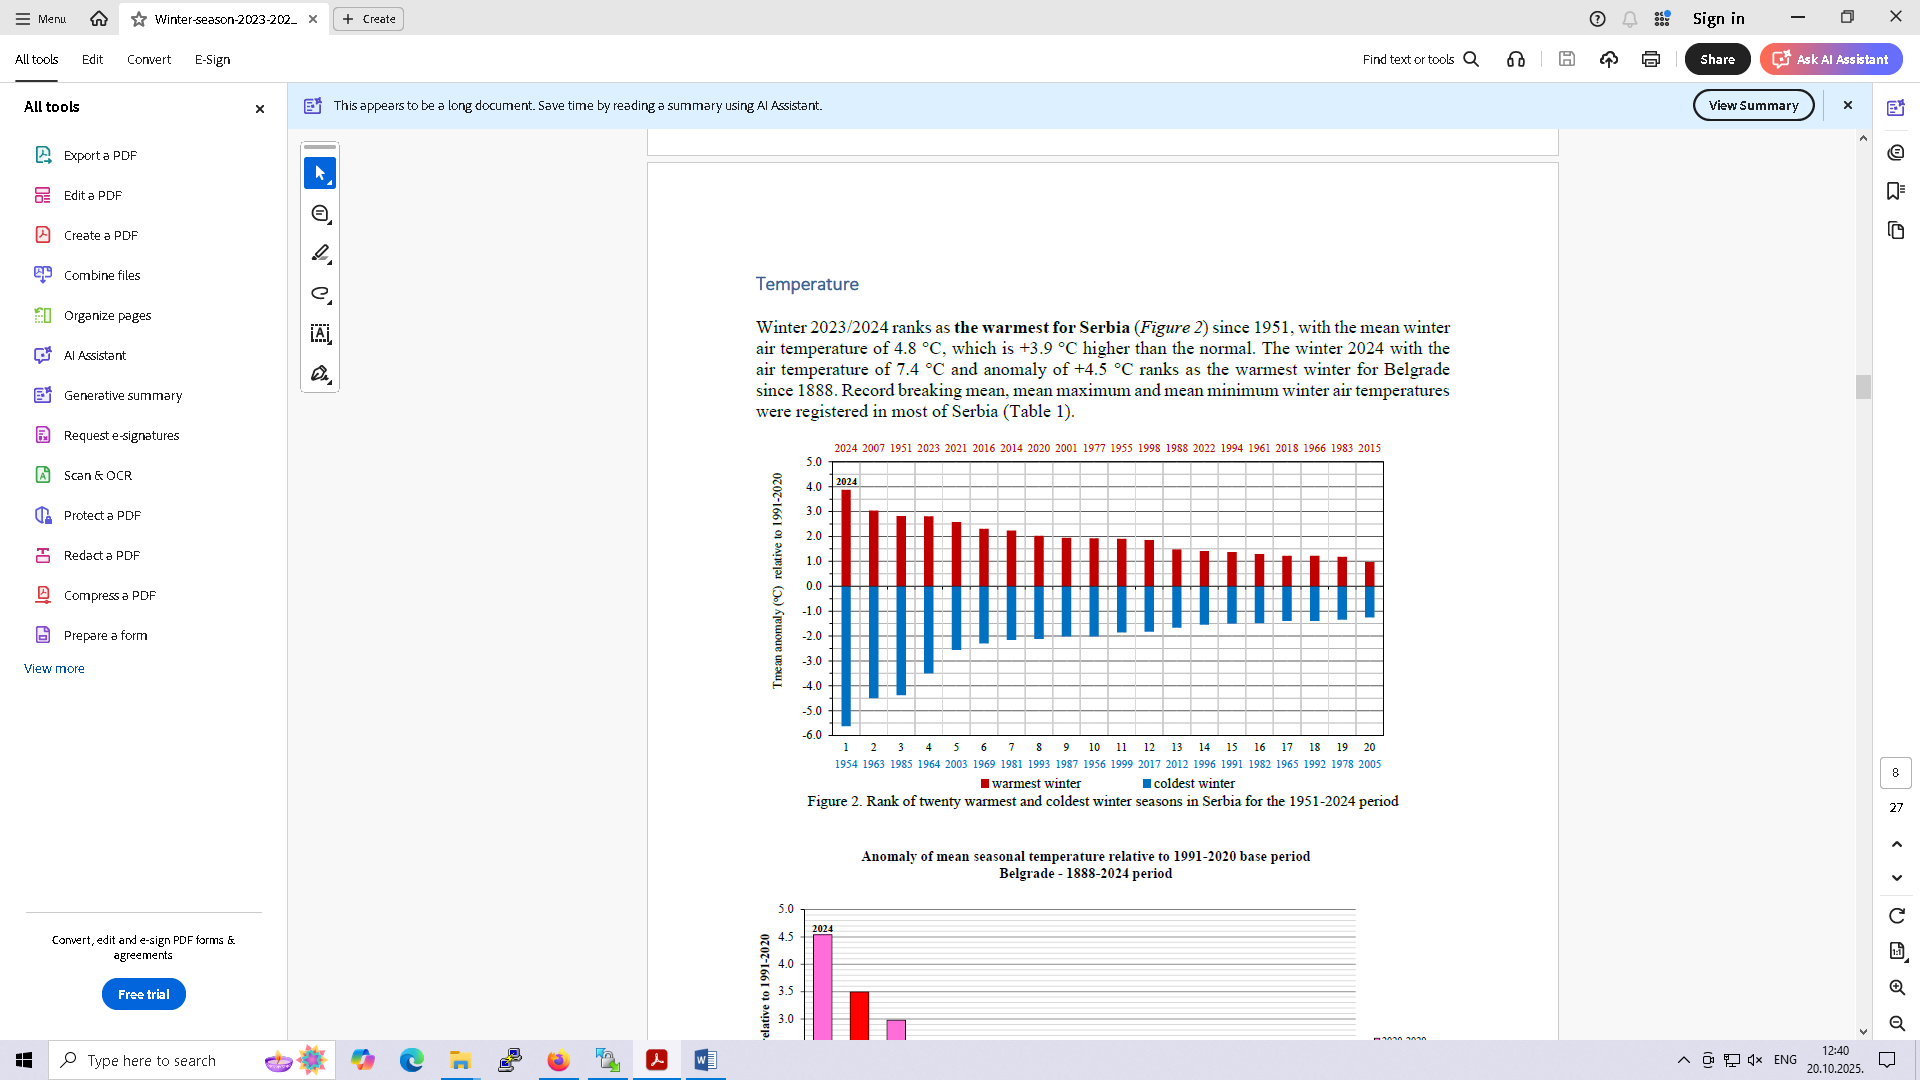 Menu
Winter-season-2023-202...
Create
Sign in
All tools
Edit
Convert
E-Sign
Find text or tools
Share
Ask AI Assistant
All tools
This appears to be a long document. Save time by reading a summary using AI Assistant.
View Summary
Export a PDF
Edit a PDF
Create a PDF
Combine files
Organize pages
AI Assistant
Generative summary
Request e-signatures
Scan & OCR
Protect a PDF
Redact a PDF
Compress a PDF
Prepare a form
View more
Convert, edit and e-sign PDF forms &
agreements
Free trial
Temperature
Winter 2023/2024 ranks as the warmest for Serbia (Figure 2) since 1951, with the mean winter
air temperature of 4.8 °C, which is +3.9 °C higher than the normal. The winter 2024 with the
air temperature of 7.4 °C and anomaly of +4.5 °C ranks as the warmest winter for Belgrade
since 1888. Record breaking mean, mean maximum and mean minimum winter air temperatures
were registered in most of Serbia (Table 1).
2024 2007 1951 2023 2021 2016 2014 2020 2001 1977 1955 1998 1988 2022 1994 1961 2018 1966 1983 2015
Tmean anomaly (°C) relative to 1991-2020
5.0
4.0
3.0
2.0
1.0
0.0
-1.0
-2.0
-3.0
-4.0
-5.0
-6.0
2024
1 2 3 4 5 6 7 8 9 10 11 12 13 14 15 16 17 18 19 20
1954 1963 1985 1964 2003 1969 1981 1993 1987 1956 1999 2017 2012 1996 1991 1982 1965 1992 1978 2005
warmest winter coldest winter
Figure 2. Rank of twenty warmest and coldest winter seasons in Serbia for the 1951-2024 period
Anomaly of mean seasonal temperature relative to 1991-2020 base period
Belgrade - 1888-2024 period
relative to 1991-2020
5.0
4.5
4.0
3.5
3.0
2024
8
27
Type here to search
ENG
12:40
20.10.2025.